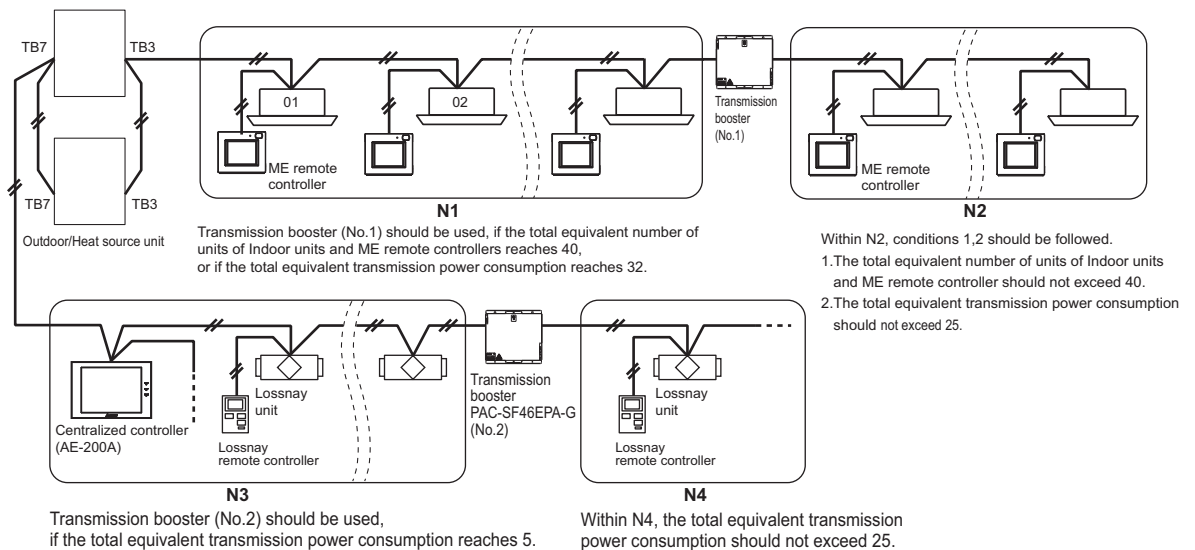 TB7
TB3
01
02
ME remote
controller
TB7
TB3
Outdoor/Heat source unit
N1
Transmission booster (No.1) should be used, if the total equivalent number of
units of Indoor units and ME remote controllers reaches 40,
or if the total equivalent transmission power consumption reaches 32.
Transmission
booster
(No.1)
ME remote
controller
N2
Within N2, conditions 1,2 should be followed.
1.The total equivalent number of units of Indoor units
and ME remote controller should not exceed 40.
2.The total equivalent transmission power consumption
should not exceed 25.
Centralized controller
(AE-200A)
Lossnay
unit
Lossnay
remote controller
N3
Transmission booster (No.2) should be used,
if the total equivalent transmission power consumption reaches 5.
Transmission
booster
PAC-SF46EPA-G
(No.2)
Lossnay
unit
Lossnay
remote controller
N4
Within N4, the total equivalent transmission
power consumption should not exceed 25.